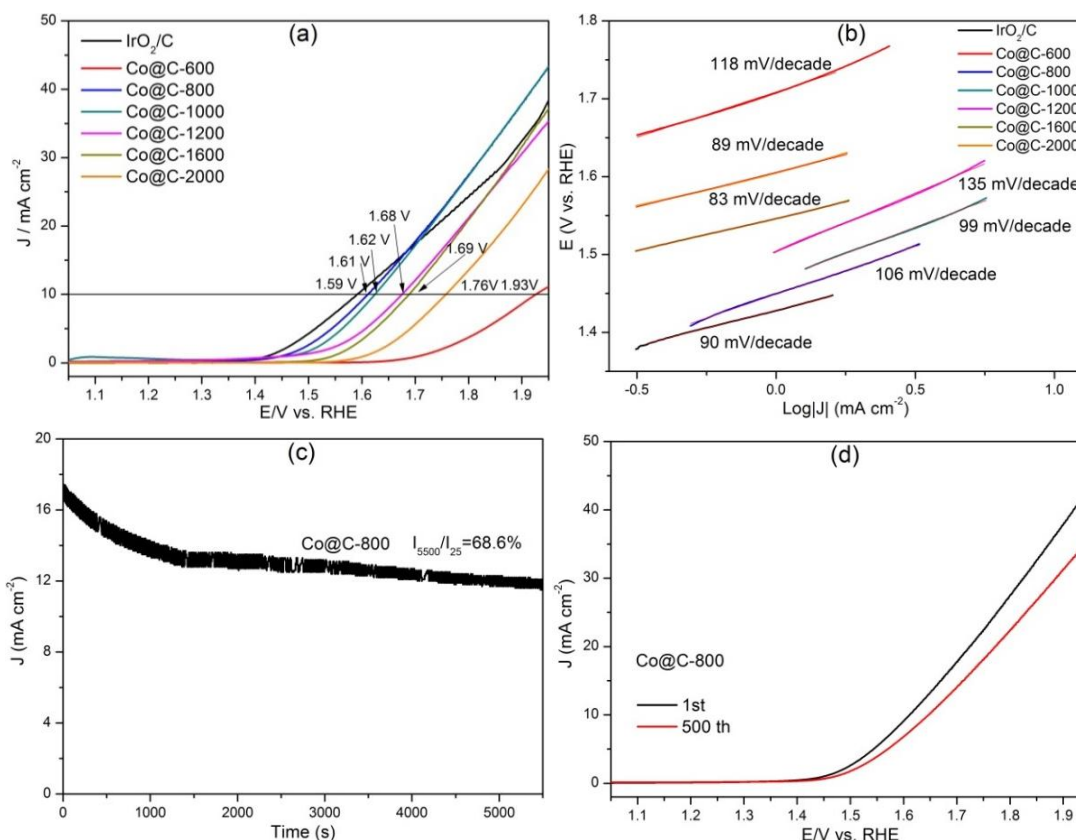 (a)
50
40
30
20
10
0
J / mA cm⁻²
IrO₂/C
Co@C-600
Co@C-800
Co@C-1000
Co@C-1200
Co@C-1600
Co@C-2000
1.68 V
1.62 V
1.61 V
1.59 V
1.69 V
1.76V 1.93V
1.1 1.2 1.3 1.4 1.5 1.6 1.7 1.8 1.9
E/V vs. RHE
(b)
1.8
1.7
1.6
1.5
1.4
E (V vs. RHE)
IrO₂/C
Co@C-600
Co@C-800
Co@C-1000
Co@C-1200
Co@C-1600
Co@C-2000
118 mV/decade
89 mV/decade
83 mV/decade
135 mV/decade
99 mV/decade
106 mV/decade
90 mV/decade
-0.5 0.0 0.5 1.0
Log|J| (mA cm⁻²)
(c)
20
16
12
8
4
0
J (mA cm⁻²)
Co@C-800 I₅₅₀₀/I₂₅=68.6%
0 1000 2000 3000 4000 5000
Time (s)
(d)
50
40
30
20
10
0
J (mA cm⁻²)
Co@C-800
1st
500 th
1.1 1.2 1.3 1.4 1.5 1.6 1.7 1.8 1.9
E/V vs. RHE